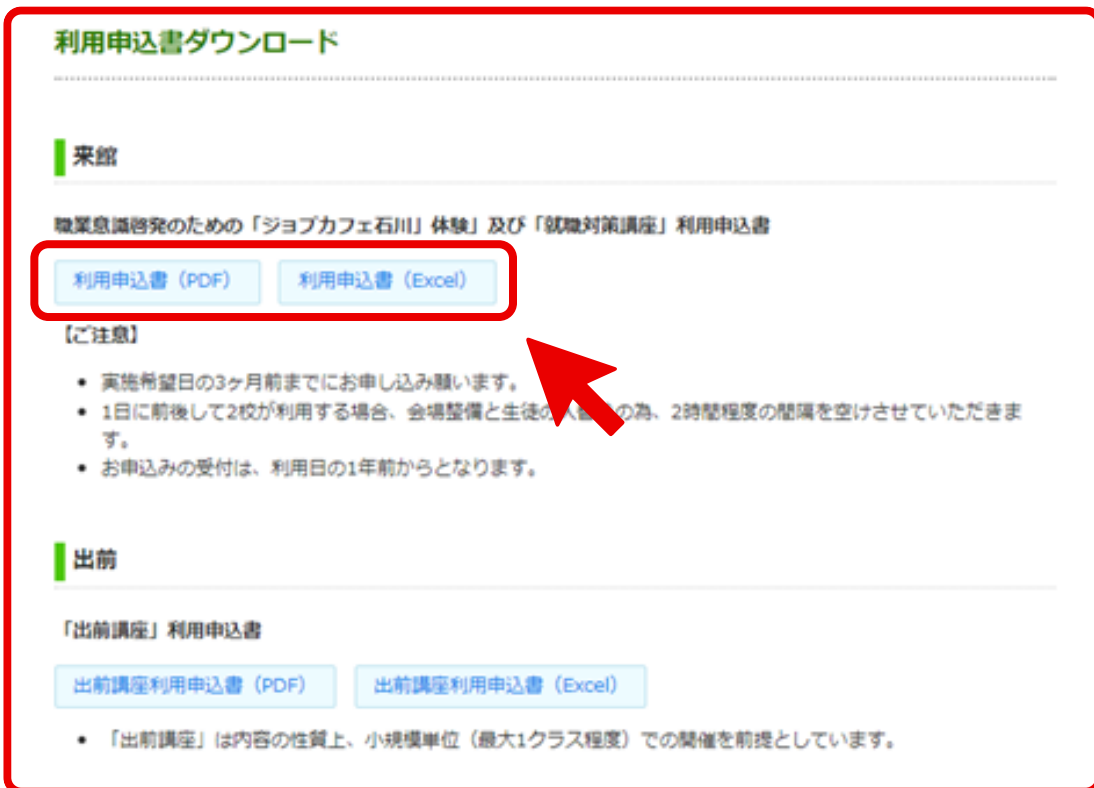 利用申込書ダウンロード
来館
職業意識啓発のための「ジョブカフェ石川」体験」及び「就職対策講座」利用申込書
利用申込書（PDF）
利用申込書（Excel）
【ご注意】
• 実施希望日の3ヶ月前までにお申し込み願います。
• 1日に前後して2校が利用する場合、会場整備と生徒の の為、2時間程度の間隔を空けさせていただきま
す。
• お申込みの受付は、利用日の1年前からとなります。
出前
「出前講座」利用申込書
出前講座利用申込書（PDF）
出前講座利用申込書（Excel）
• 「出前講座」は内容の性質上、小規模単位（最大1クラス程度）での開催を前提としています。